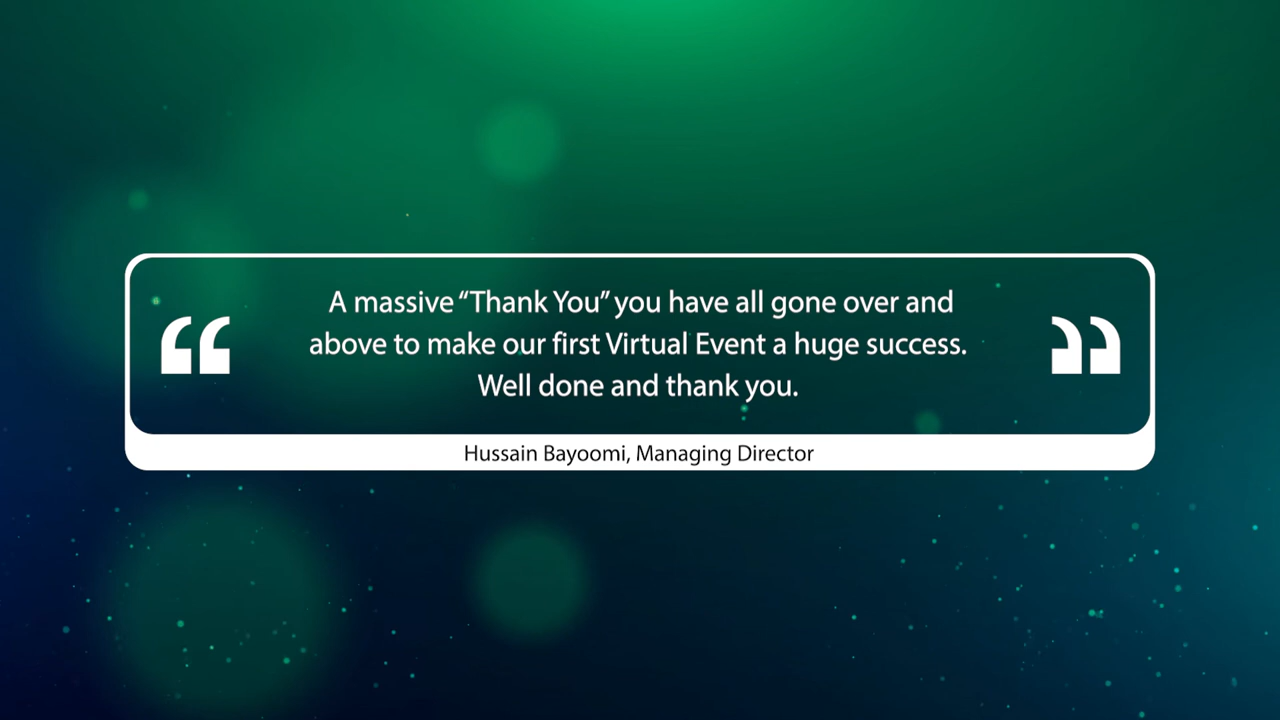 A massive “Thank You” you have all gone over and
above to make our first Virtual Event a huge success.
Well done and thank you.
Hussain Bayoomi, Managing Director